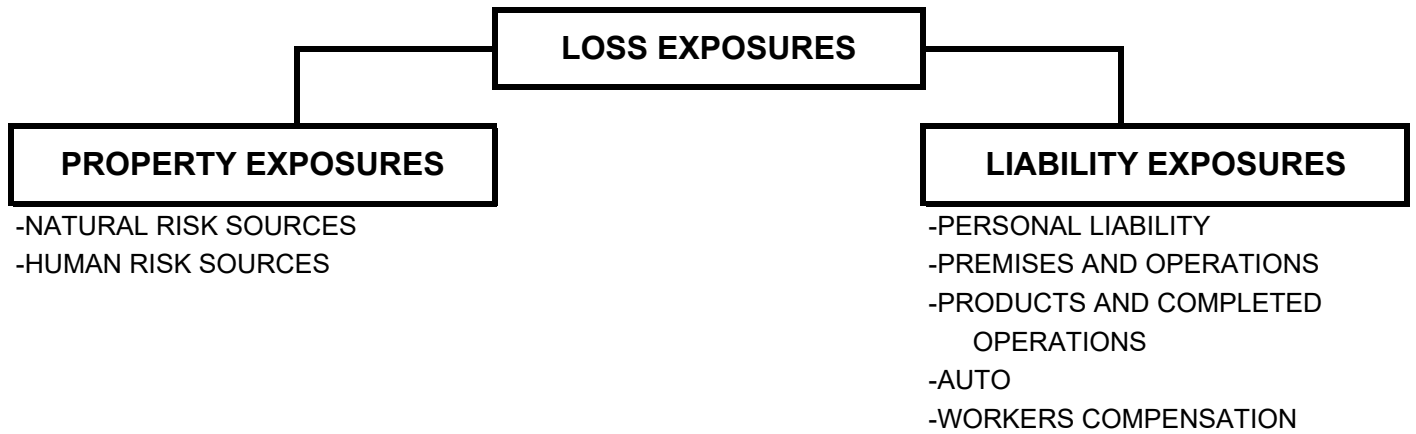 LOSS EXPOSURES
PROPERTY EXPOSURES
-NATURAL RISK SOURCES
-HUMAN RISK SOURCES
LIABILITY EXPOSURES
-PERSONAL LIABILITY
-PREMISES AND OPERATIONS
-PRODUCTS AND COMPLETED
OPERATIONS
-AUTO
-WORKERS COMPENSATION